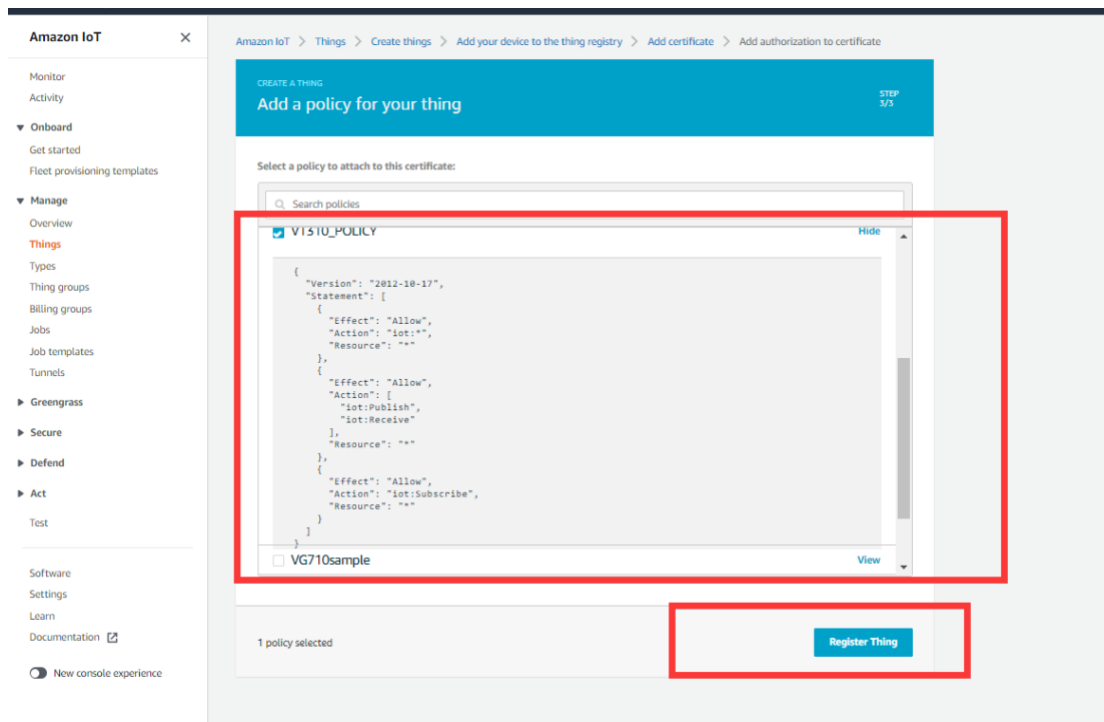 Amazon IoT
Monitor
Activity
Onboard
Get started
Fleet provisioning templates
Manage
Overview
Things
Types
Thing groups
Billing groups
Jobs
Job templates
Tunnels
Greengrass
Secure
Defend
Act
Test
Software
Settings
Learn
Documentation
New console experience
Amazon IoT > Things > Create things > Add your device to the thing registry > Add certificate > Add authorization to certificate
CREATE A THING
Add a policy for your thing
STEP
3/3
Select a policy to attach to this certificate:
Search policies
VT310_POLICY Hide
{
"Version": "2012-10-17",
"Statement": [
{
"Effect": "Allow",
"Action": "iot:*",
"Resource": "*"
},
{
"Effect": "Allow",
"Action": [
"iot:Publish",
"iot:Receive"
],
"Resource": "*"
},
{
"Effect": "Allow",
"Action": "iot:Subscribe",
"Resource": "*"
}
]
}
VG710sample View
1 policy selected
Register Thing